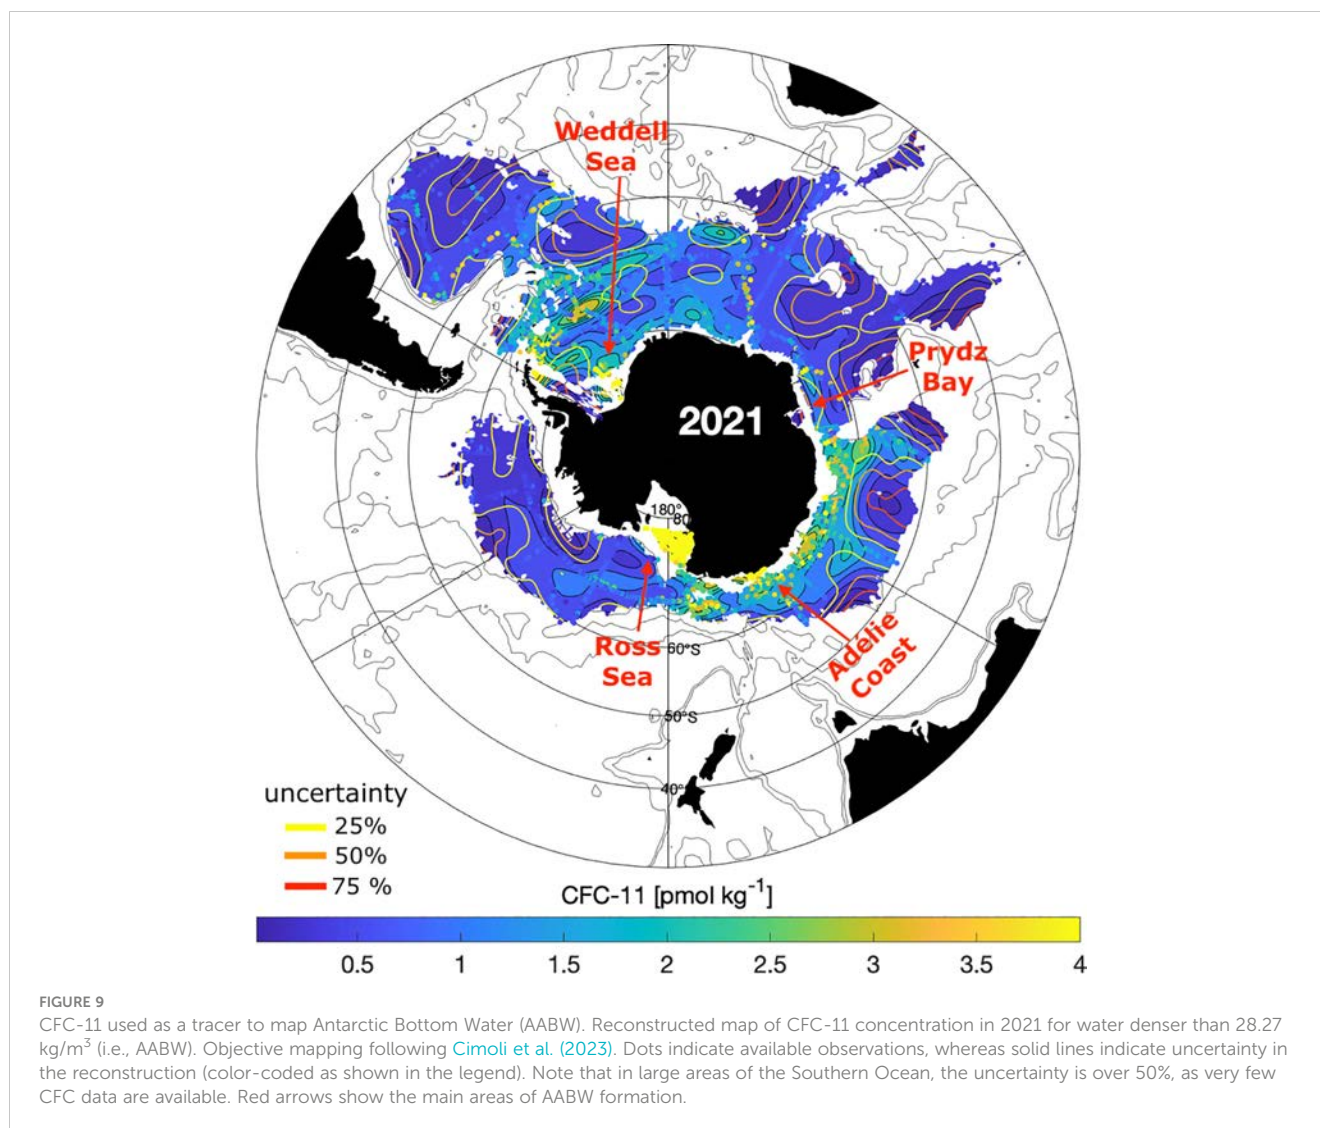 Weddell
Sea
Prydz
Bay
2021
180°
80
Ross
Sea
60°S
Adélie
Coast
50°S
40°
uncertainty
25%
50%
75 %
CFC-11 [pmol kg⁻¹]
0.5 1 1.5 2 2.5 3 3.5 4
FIGURE 9
CFC-11 used as a tracer to map Antarctic Bottom Water (AABW). Reconstructed map of CFC-11 concentration in 2021 for water denser than 28.27
kg/m³ (i.e., AABW). Objective mapping following Cimoli et al. (2023). Dots indicate available observations, whereas solid lines indicate uncertainty in
the reconstruction (color-coded as shown in the legend). Note that in large areas of the Southern Ocean, the uncertainty is over 50%, as very few
CFC data are available. Red arrows show the main areas of AABW formation.